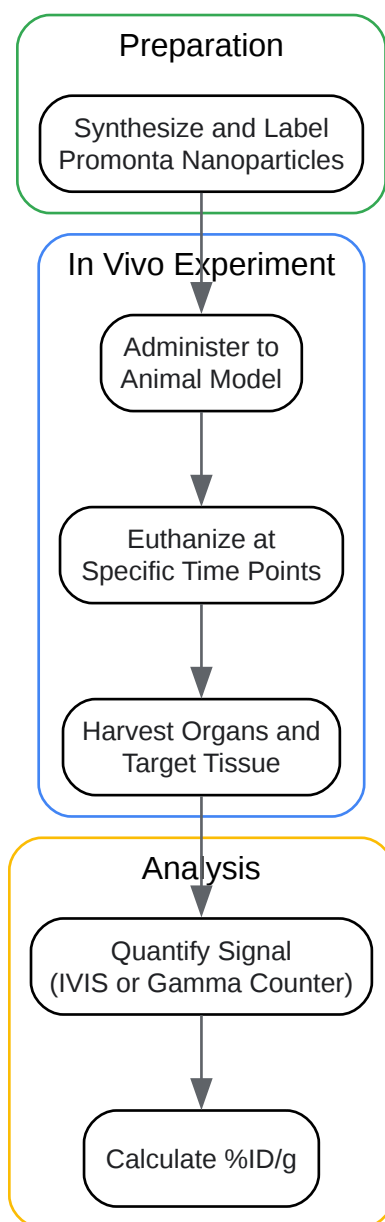 Preparation
Synthesize and Label
Promonta Nanoparticles
In Vivo Experiment
Administer to
Animal Model
Euthanize at
Specific Time Points
Harvest Organs and
Target Tissue
Analysis
Quantify Signal
(IVIS or Gamma Counter)
Calculate %ID/g